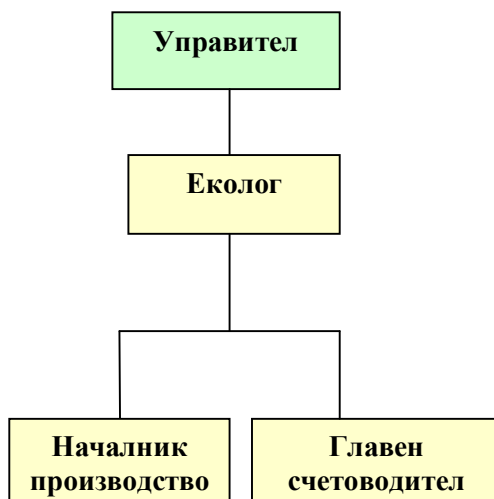 Управител
Еколог
Началник
производство
Главен
счетоводител